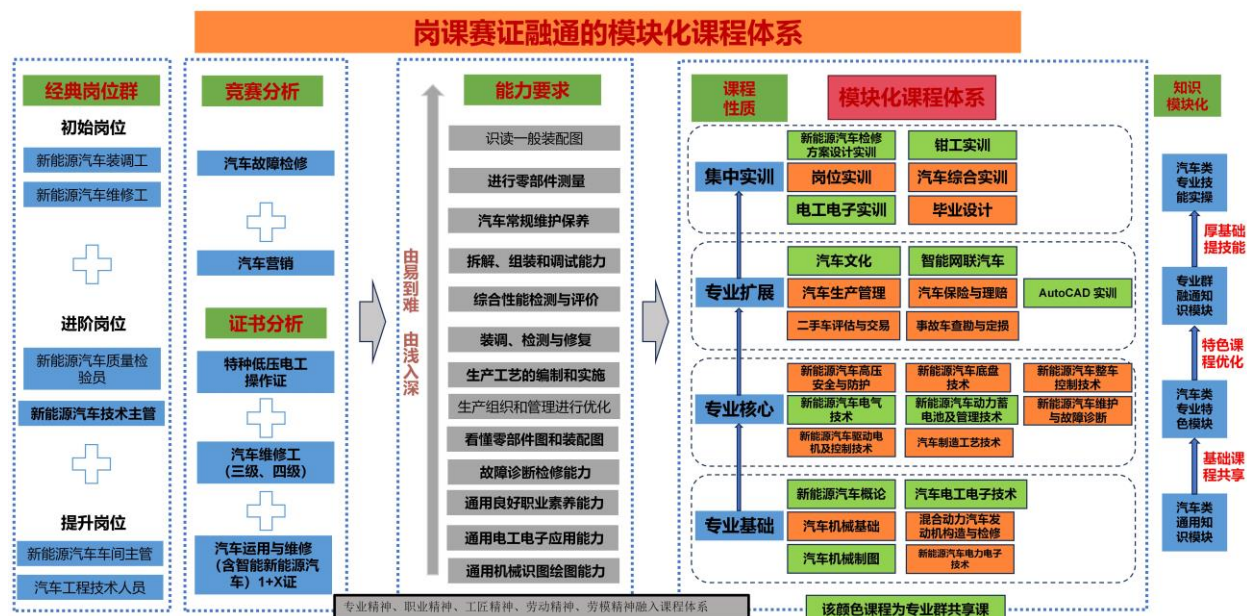 岗课赛证融通的模块化课程体系
经典岗位群
初始岗位
新能源汽车装调工
新能源汽车维修工
进阶岗位
新能源汽车质量检
验员
新能源汽车技术主管
提升岗位
新能源汽车车间主管
汽车工程技术人员
竞赛分析
汽车故障检修
汽车营销
证书分析
特种低压电工
操作证
汽车维修工
（三级、四级）
汽车运用与维修
（含智能新能源汽
车）1+X证
由易到难 由浅入深
能力要求
识读一般装配图
进行零部件测量
汽车常规维护保养
拆解、组装和调试能力
综合性能检测与评价
装调、检测与修复
生产工艺的编制和实施
生产组织和管理进行优化
看懂零部件图和装配图
故障诊断检修能力
通用良好职业素养能力
通用电工电子应用能力
通用机械识图绘图能力
专业精神、职业精神、工匠精神、劳动精神、劳模精神融入课程体系
课程
性质
模块化课程体系
集中实训
新能源汽车检修
方案设计实训
钳工实训
岗位实训
汽车综合实训
电工电子实训
毕业设计
专业扩展
汽车文化
智能网联汽车
汽车生产管理
汽车保险与理赔
AutoCAD 实训
二手车评估与交易
事故车查勘与定损
专业核心
新能源汽车高压
安全与防护
新能源汽车底盘
技术
新能源汽车整车
控制技术
新能源汽车电气
技术
新能源汽车动力蓄
电池及管理技术
新能源汽车维护
与故障诊断
新能源汽车驱动电
机及控制技术
汽车制造工艺技术
专业基础
新能源汽车概论
汽车电工电子技术
汽车机械基础
混合动力汽车发
动机构造与检修
汽车机械制图
新能源汽车电力电子
技术
该颜色课程为专业群共享课
知识
模块化
汽车类
专业技
能实操
厚基础
提技能
专业群
融通知
识模块
特色课
程优化
汽车类
专业特
色模块
基础课
程共享
汽车类
通用知
识模块